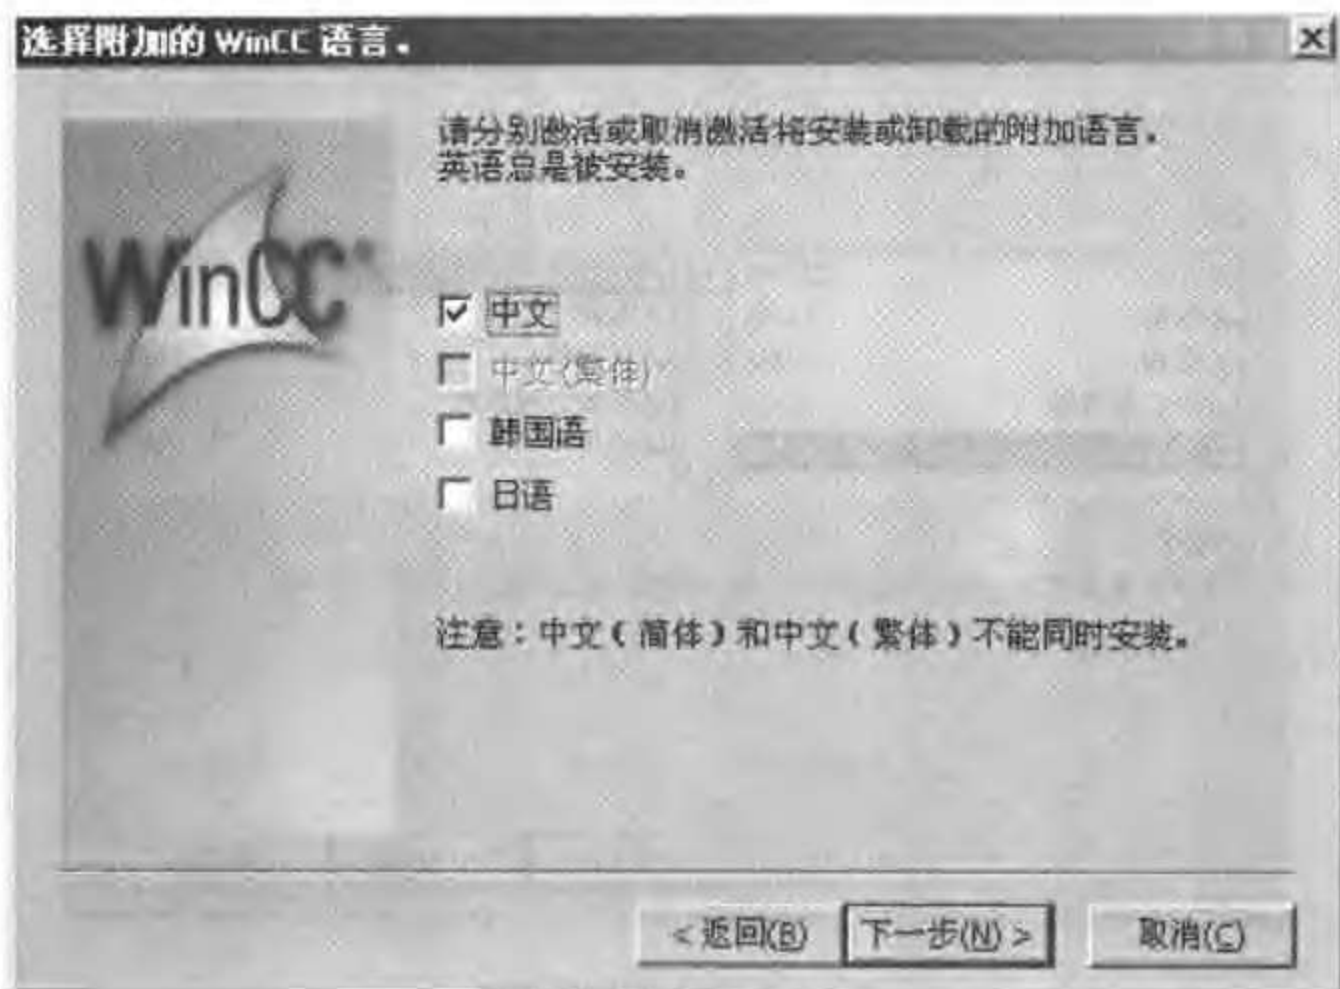 选择附加的 WinCC 语言。
请分别激活或取消激活将安装或卸载的附加语言。
英语总是被安装。
WinCC
中文
中文(繁体)
韩国语
日语
注意：中文（简体）和中文（繁体）不能同时安装。
< 返回(B)
下一步(N) >
取消(C)